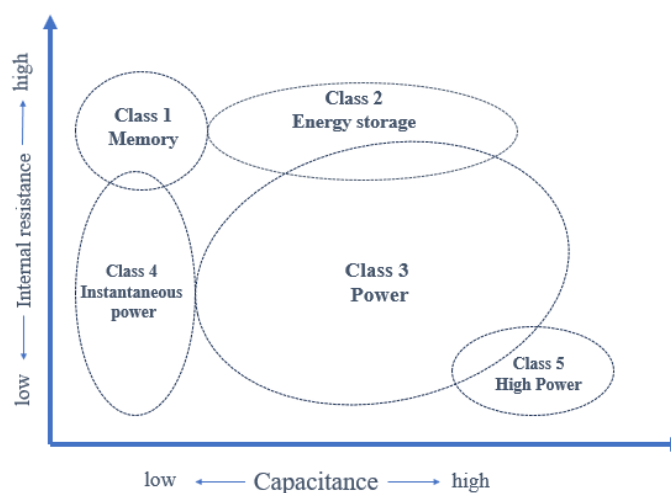 high
Internal resistance
low
Class 1
Memory
Class 2
Energy storage
Class 4
Instantaneous
power
Class 3
Power
Class 5
High Power
low
Capacitance
high